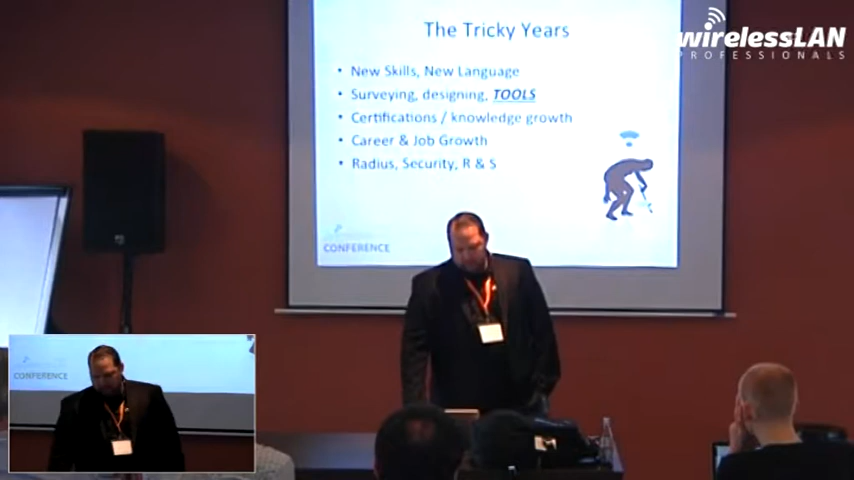 The Tricky Years
wirelessLAN
PROFESSIONALS
• New Skills, New Language
• Surveying, designing, TOOLS
• Certifications / knowledge growth
• Career & Job Growth
• Radius, Security, R & S
CONFERENCE
CONFERENCE